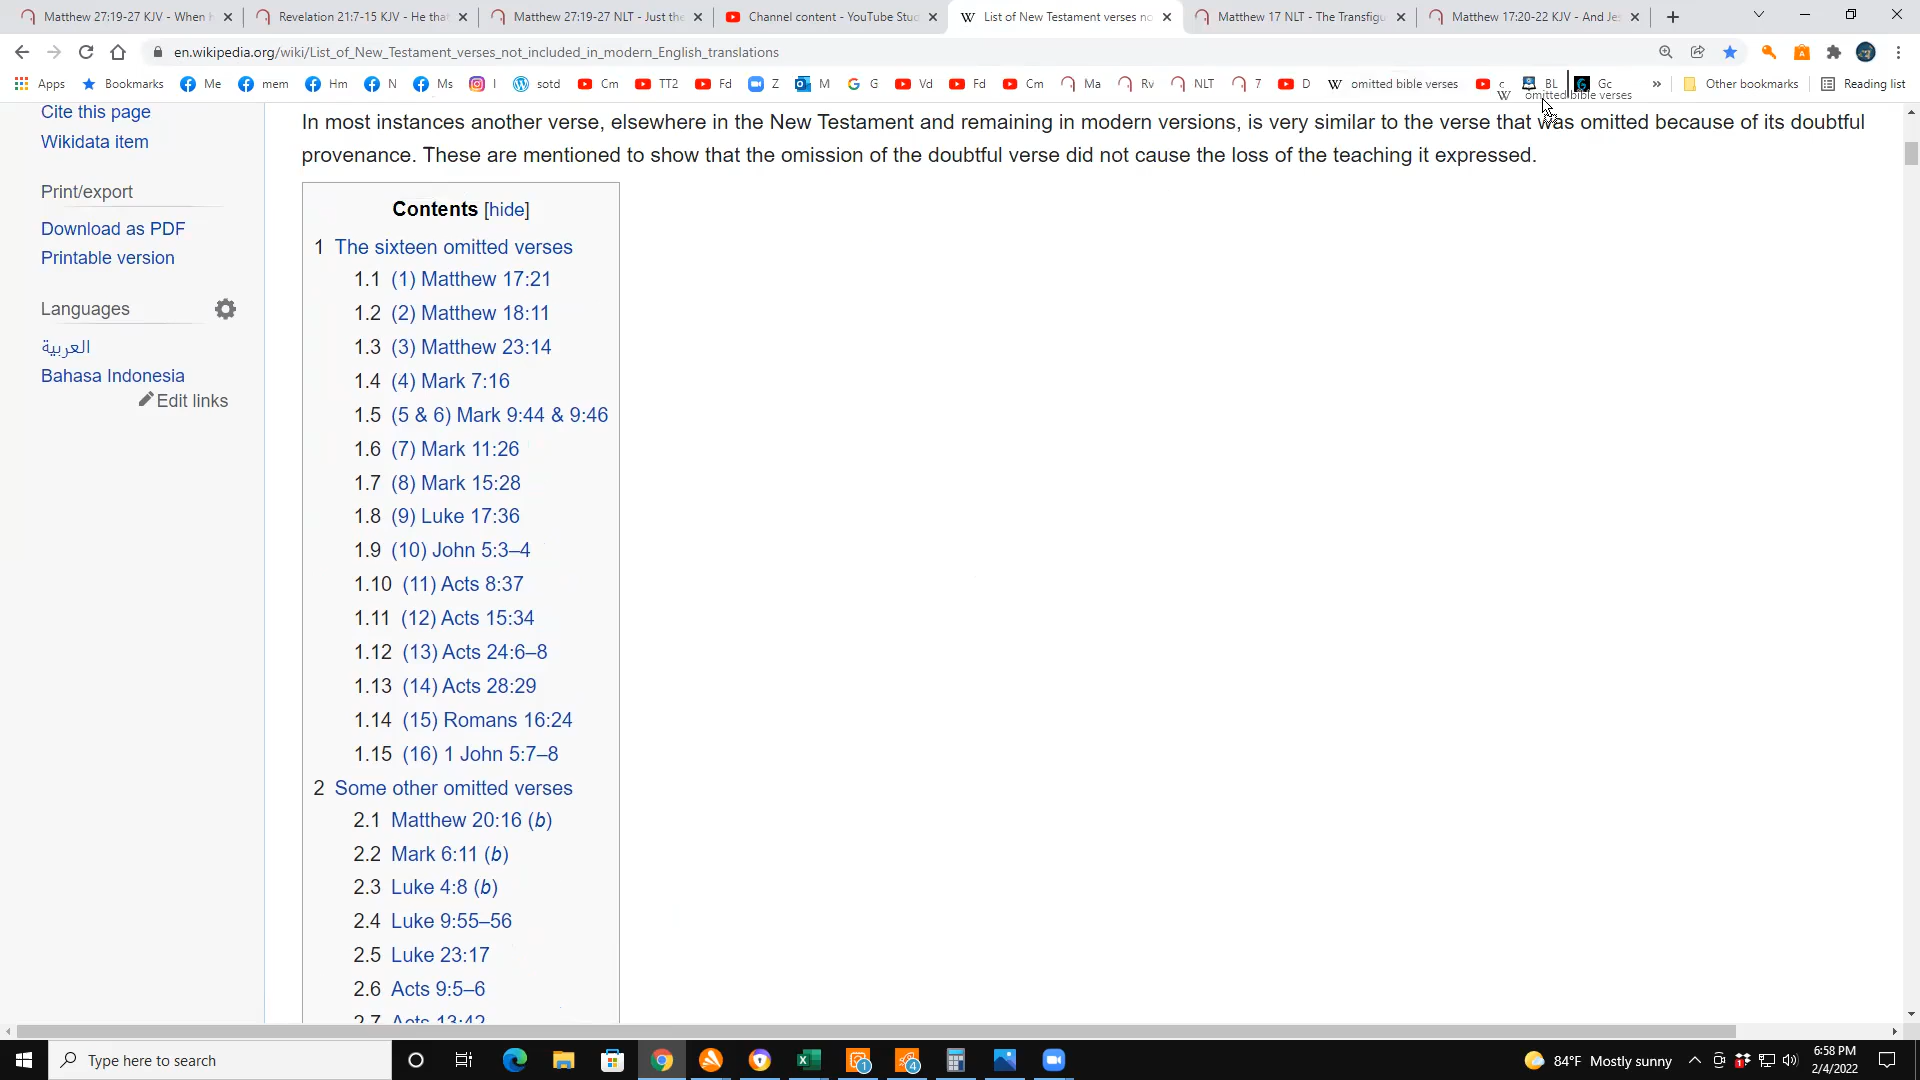 Matthew 27:19-27 KJV - When h
Revelation 21:7-15 KJV - He tha
Matthew 27:19-27 NLT - Just the
Channel content - YouTube Stud
List of New Testament verses no
Matthew 17 NLT - The Transfigu
Matthew 17:20-22 KJV - And Jes
en.wikipedia.org/wiki/List_of_New_Testament_verses_not_included_in_modern_English_translations
Apps
Bookmarks
Me
mem
Hm
N
Ms
I
sotd
Cm
TT2
Fd
Z
M
G
Vd
Fd
Cm
Ma
Rv
NLT
7
D
omitted bible verses
c
BL
Gc
»
Other bookmarks
Reading list
omitted bible verses
Cite this page
Wikidata item
Print/export
Download as PDF
Printable version
Languages
العربية
Bahasa Indonesia
Edit links
In most instances another verse, elsewhere in the New Testament and remaining in modern versions, is very similar to the verse that was omitted because of its doubtful
provenance. These are mentioned to show that the omission of the doubtful verse did not cause the loss of the teaching it expressed.
Contents [hide]
1 The sixteen omitted verses
1.1 (1) Matthew 17:21
1.2 (2) Matthew 18:11
1.3 (3) Matthew 23:14
1.4 (4) Mark 7:16
1.5 (5 & 6) Mark 9:44 & 9:46
1.6 (7) Mark 11:26
1.7 (8) Mark 15:28
1.8 (9) Luke 17:36
1.9 (10) John 5:3–4
1.10 (11) Acts 8:37
1.11 (12) Acts 15:34
1.12 (13) Acts 24:6–8
1.13 (14) Acts 28:29
1.14 (15) Romans 16:24
1.15 (16) 1 John 5:7–8
2 Some other omitted verses
2.1 Matthew 20:16 (b)
2.2 Mark 6:11 (b)
2.3 Luke 4:8 (b)
2.4 Luke 9:55–56
2.5 Luke 23:17
2.6 Acts 9:5–6
2.7 Acts 13:42
Type here to search
1
4
84°F Mostly sunny
6:58 PM
2/4/2022